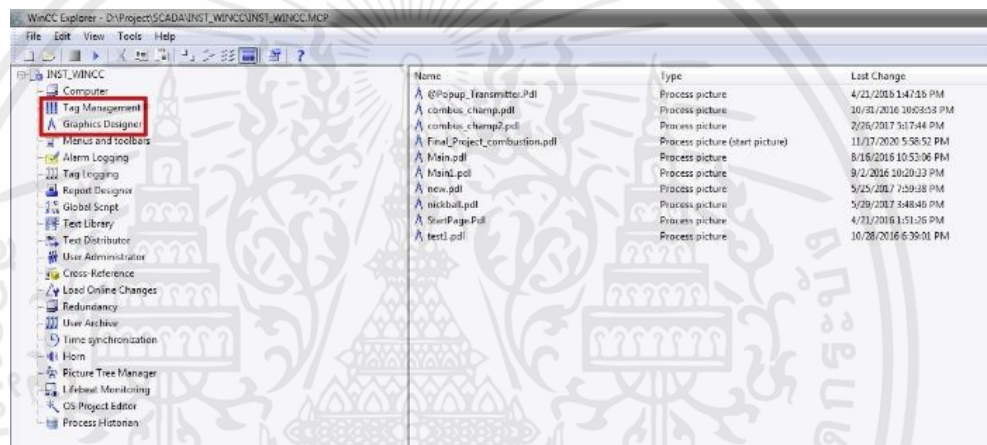 WinCC Explorer - D:\Project\SCADA\INST_WINCC\INST_WINCC.MCP
File Edit View Tools Help
INST_WINCC
Computer
Tag Management
Graphics Designer
Menus and toolbars
Alarm Logging
Tag Logging
Report Designer
Global Script
Text Library
Text Distributor
User Administrator
Cross-Reference
Load Online Changes
Redundancy
User Archive
Time synchronization
Horn
Picture Tree Manager
Lifebeat Monitoring
OS Project Editor
Process Historian
Name Type Last Change
@Popup_Transmitter.Pdl Process picture 4/21/2016 1:47:16 PM
combus_champ.pdl Process picture 10/31/2016 10:03:53 PM
combus_champ2.pdl Process picture 2/26/2017 5:17:44 PM
Final_Project_combustion.pdl Process picture (start picture) 11/17/2020 5:58:52 PM
Main.pdl Process picture 8/16/2016 10:53:06 PM
Main1.pdl Process picture 9/2/2016 10:20:33 PM
new.pdl Process picture 5/25/2017 7:59:38 PM
nickball.pdl Process picture 5/29/2017 3:48:46 PM
StartPage.Pdl Process picture 4/21/2016 1:51:26 PM
test1.pdl Process picture 10/28/2016 6:39:01 PM